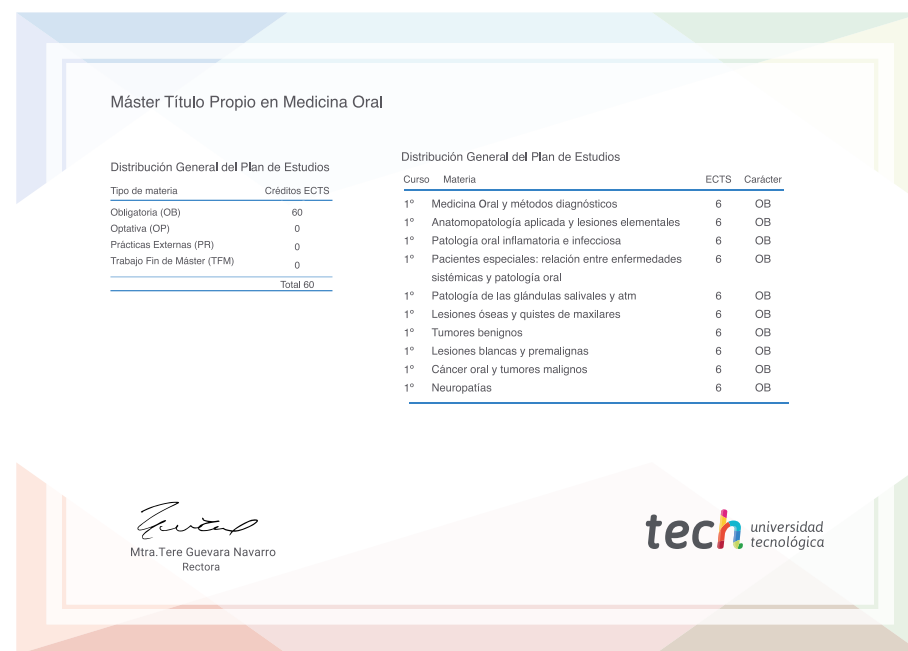 Máster Título Propio en Medicina Oral
Distribución General del Plan de Estudios
Tipo de materia Créditos ECTS
Obligatoria (OB) 60
Optativa (OP) 0
Prácticas Externas (PR) 0
Trabajo Fin de Máster (TFM) 0
Total 60
Distribución General del Plan de Estudios
Curso Materia ECTS Carácter
1º Medicina Oral y métodos diagnósticos 6 OB
1º Anatomopatología aplicada y lesiones elementales 6 OB
1º Patología oral inflamatoria e infecciosa 6 OB
1º Pacientes especiales: relación entre enfermedades 6 OB
sistémicas y patología oral
1º Patología de las glándulas salivales y atm 6 OB
1º Lesiones óseas y quistes de maxilares 6 OB
1º Tumores benignos 6 OB
1º Lesiones blancas y premalignas 6 OB
1º Cáncer oral y tumores malignos 6 OB
1º Neuropatías 6 OB
Mtra.Tere Guevara Navarro
Rectora
tech universidad
tecnológica